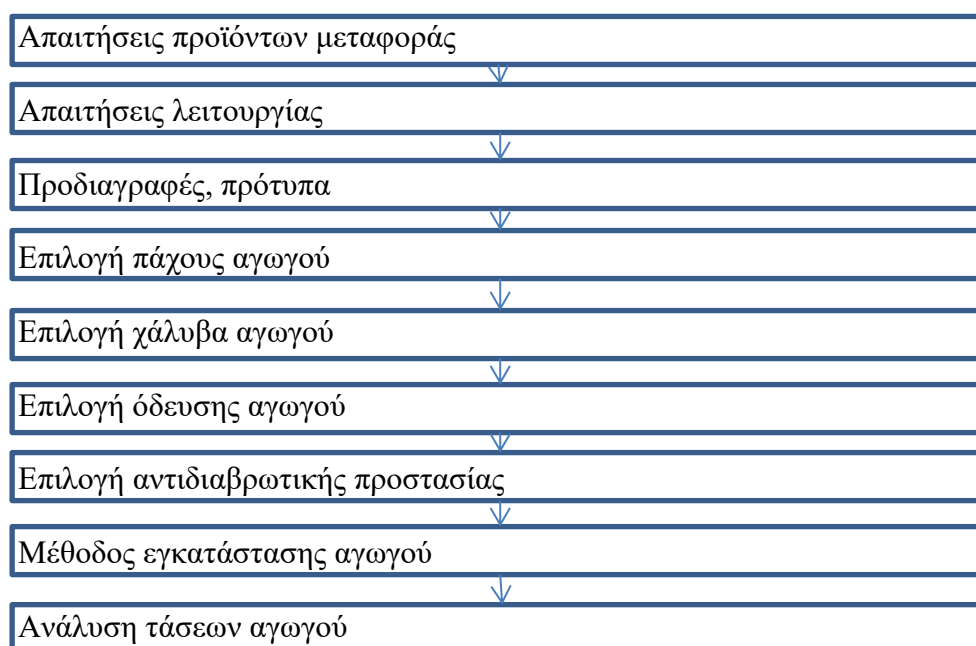 Απαιτήσεις προϊόντων μεταφοράς
Απαιτήσεις λειτουργίας
Προδιαγραφές, πρότυπα
Επιλογή πάχους αγωγού
Επιλογή χάλυβα αγωγού
Επιλογή όδευσης αγωγού
Επιλογή αντιδιαβρωτικής προστασίας
Μέθοδος εγκατάστασης αγωγού
Ανάλυση τάσεων αγωγού